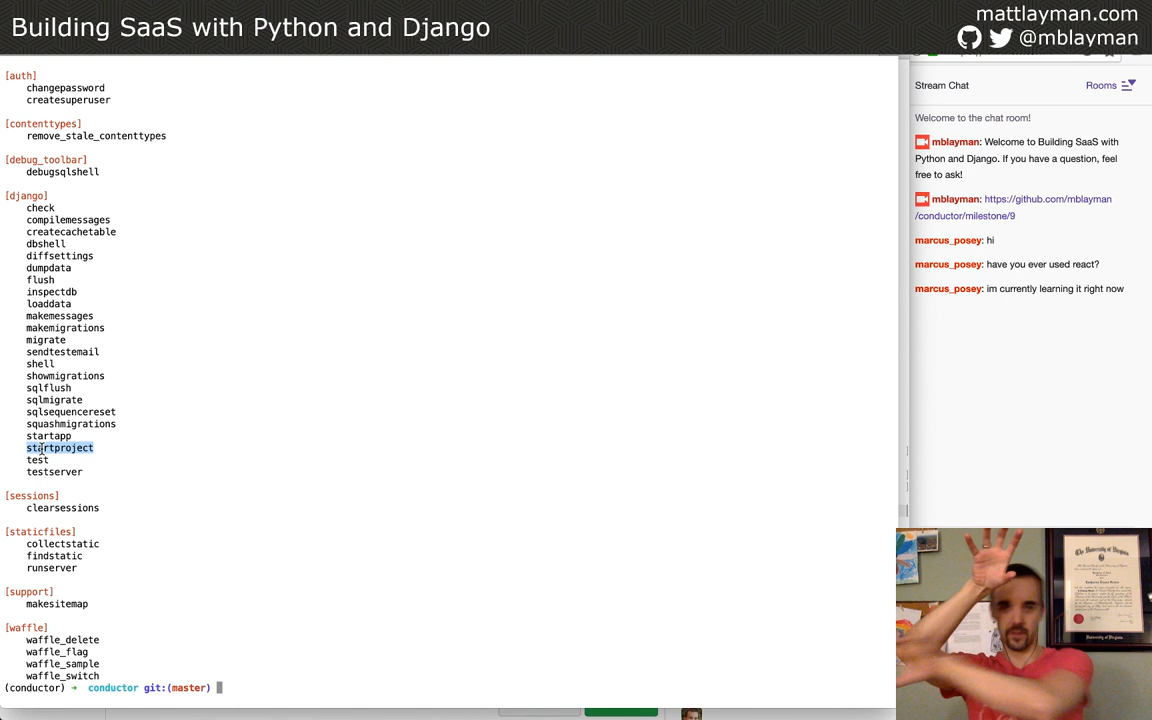 Building SaaS with Python and Django
mattlayman.com
@mblayman
[auth]
changepassword
createsuperuser
[contenttypes]
remove_stale_contenttypes
[debug_toolbar]
debugsqlshell
[django]
check
compilemessages
createcachetable
dbshell
diffsettings
dumpdata
flush
inspectdb
loaddata
makemessages
makemigrations
migrate
sendtestemail
shell
showmigrations
sqlflush
sqlmigrate
sqlsequencereset
squashmigrations
startapp
startproject
test
testserver
[sessions]
clearsessions
[staticfiles]
collectstatic
findstatic
runserver
[support]
makesitemap
[waffle]
waffle_delete
waffle_flag
waffle_sample
waffle_switch
(conductor) ➜ conductor git:(master)
Stream Chat
Rooms
Welcome to the chat room!
mblayman: Welcome to Building SaaS with
Python and Django. If you have a question, feel
free to ask!
mblayman: https://github.com/mblayman
/conductor/milestone/9
marcus_posey: hi
marcus_posey: have you ever used react?
marcus_posey: im currently learning it right now
The University of Virginia